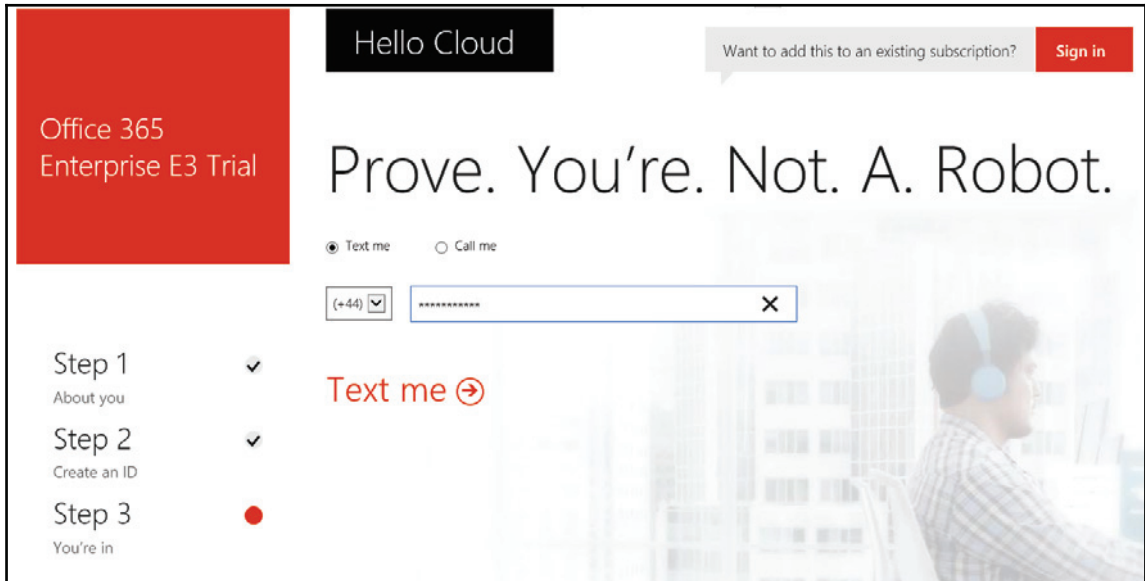 Office 365
Enterprise E3 Trial
Hello Cloud
Want to add this to an existing subscription?
Sign in
Prove. You're. Not. A. Robot.
Text me
Call me
(+44)
***********
Text me
Step 1
About you
Step 2
Create an ID
Step 3
You're in